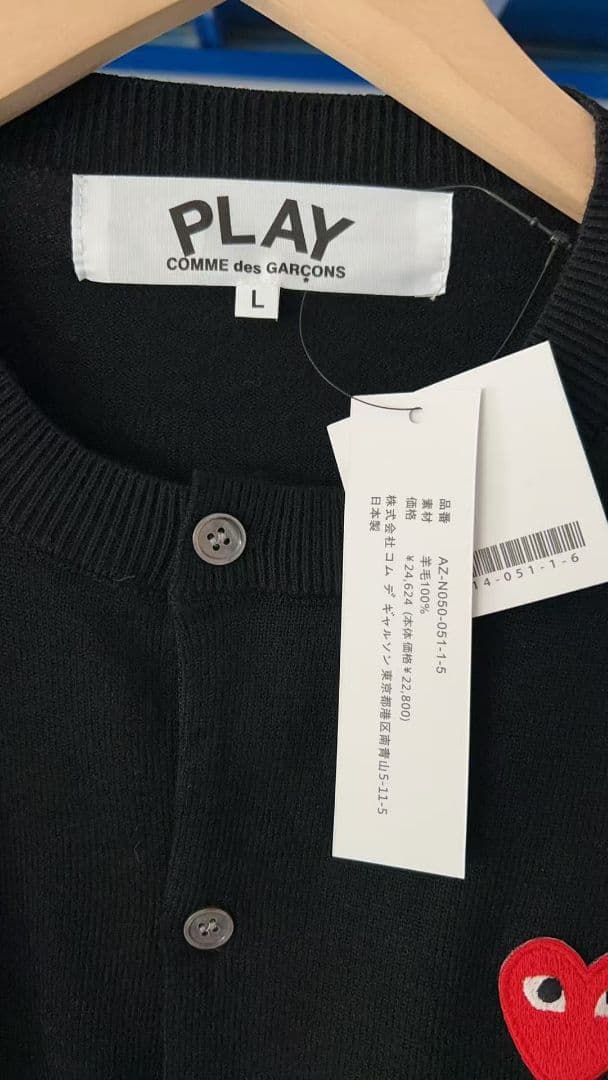 PLAY
COMME des GARÇONS
L
品番 AZ-N050-051-1-5
素材 羊毛100%
価格 ¥24,624 (本体価格¥22,800)
株式会社 コム デ ギャルソン 東京都港区南青山5-11-5
日本製
14-051-1-6